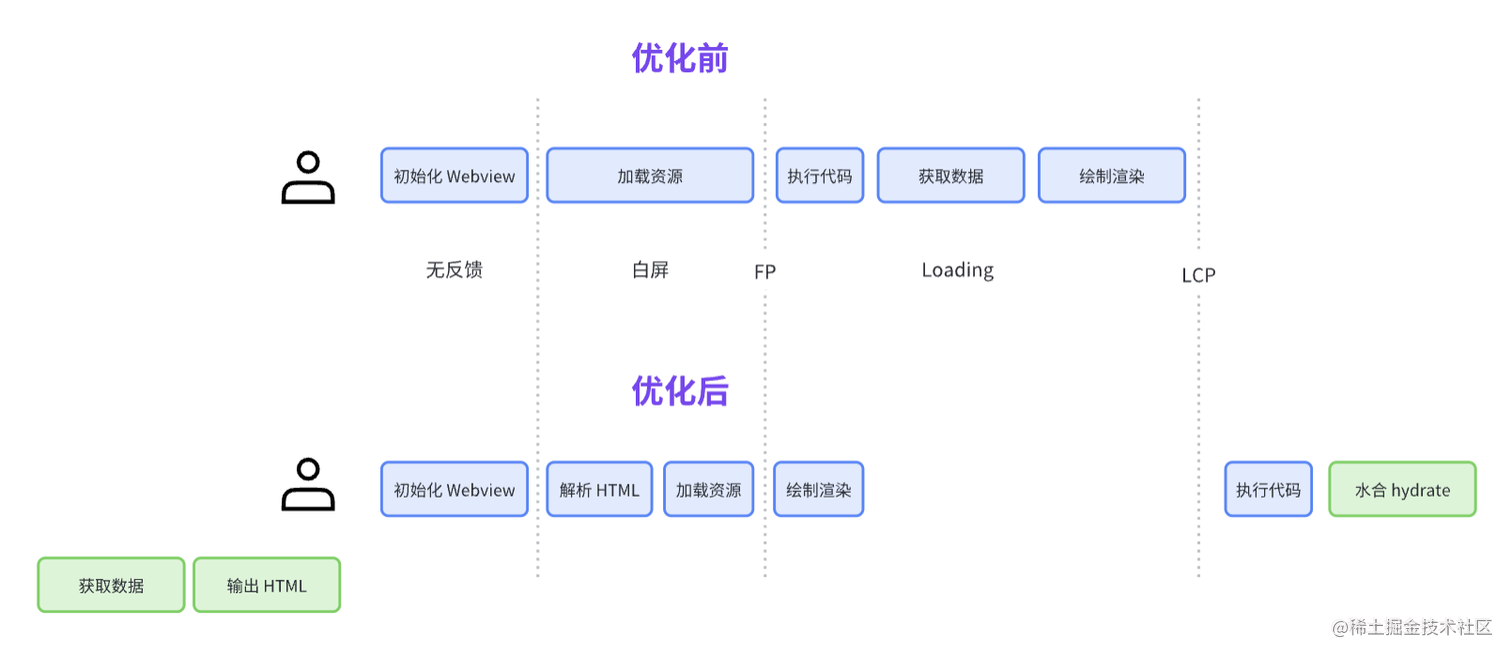 优化前
初始化 Webview
加载资源
执行代码
获取数据
绘制渲染
无反馈
白屏
FP
Loading
LCP
优化后
初始化 Webview
解析 HTML
加载资源
绘制渲染
执行代码
水合 hydrate
获取数据
输出 HTML
@稀土掘金技术社区